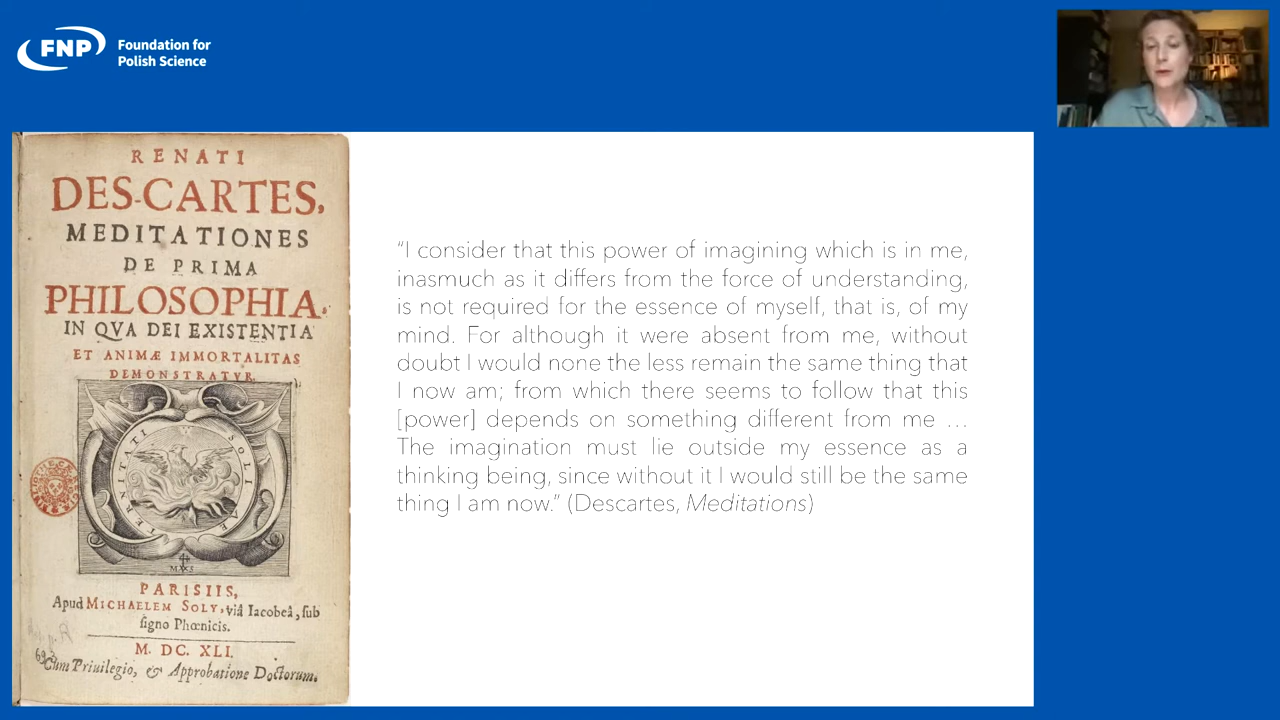 FNP
Foundation for
Polish Science
RENATI
DES-CARTES,
MEDITATIONES
DE PRIMA
PHILOSOPHIA,
IN QVA DEI EXISTENTIA
ET ANIMÆ IMMORTALITAS
DEMONSTRATVR.
SOLI ÆTERNITATI
PARISIIS,
Apud MICHAELEM SOLY, viâ Iacobeâ, sub
signo Phœnicis.
M. DC. XLI.
Cum Priuilegio, & Approbatione Doctorum.
“I consider that this power of imagining which is in me,
inasmuch as it differs from the force of understanding,
is not required for the essence of myself, that is, of my
mind. For although it were absent from me, without
doubt I would none the less remain the same thing that
I now am; from which there seems to follow that this
[power] depends on something different from me …
The imagination must lie outside my essence as a
thinking being, since without it I would still be the same
thing I am now.” (Descartes, Meditations)